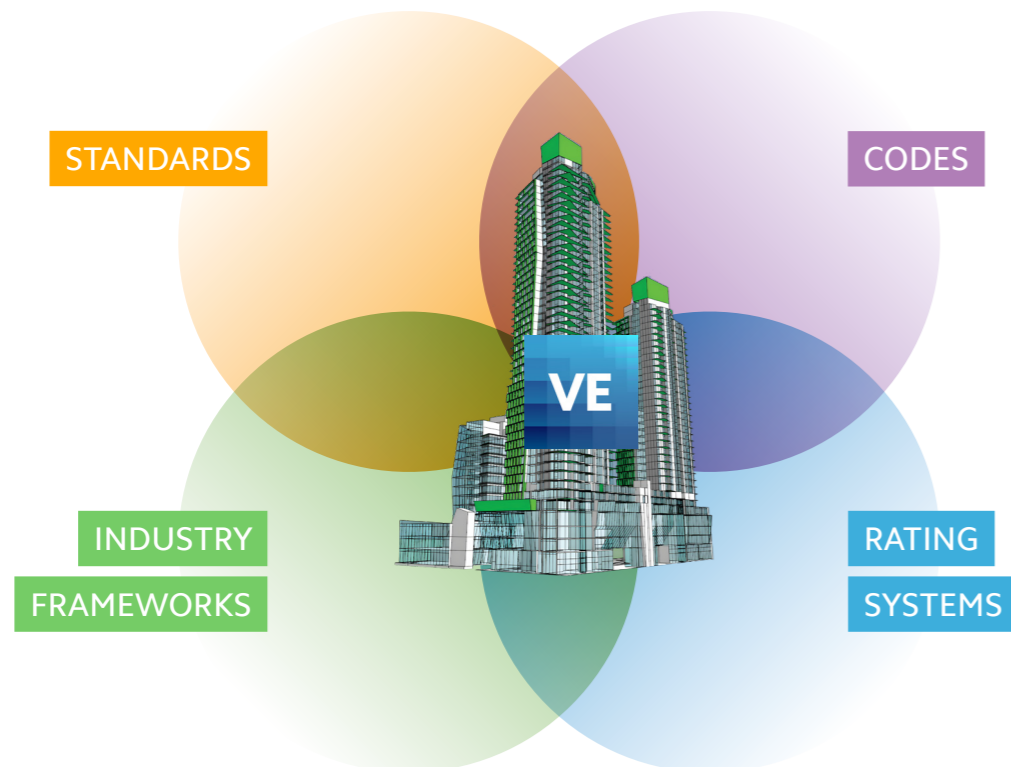 STANDARDS
CODES
VE
INDUSTRY
FRAMEWORKS
RATING
SYSTEMS